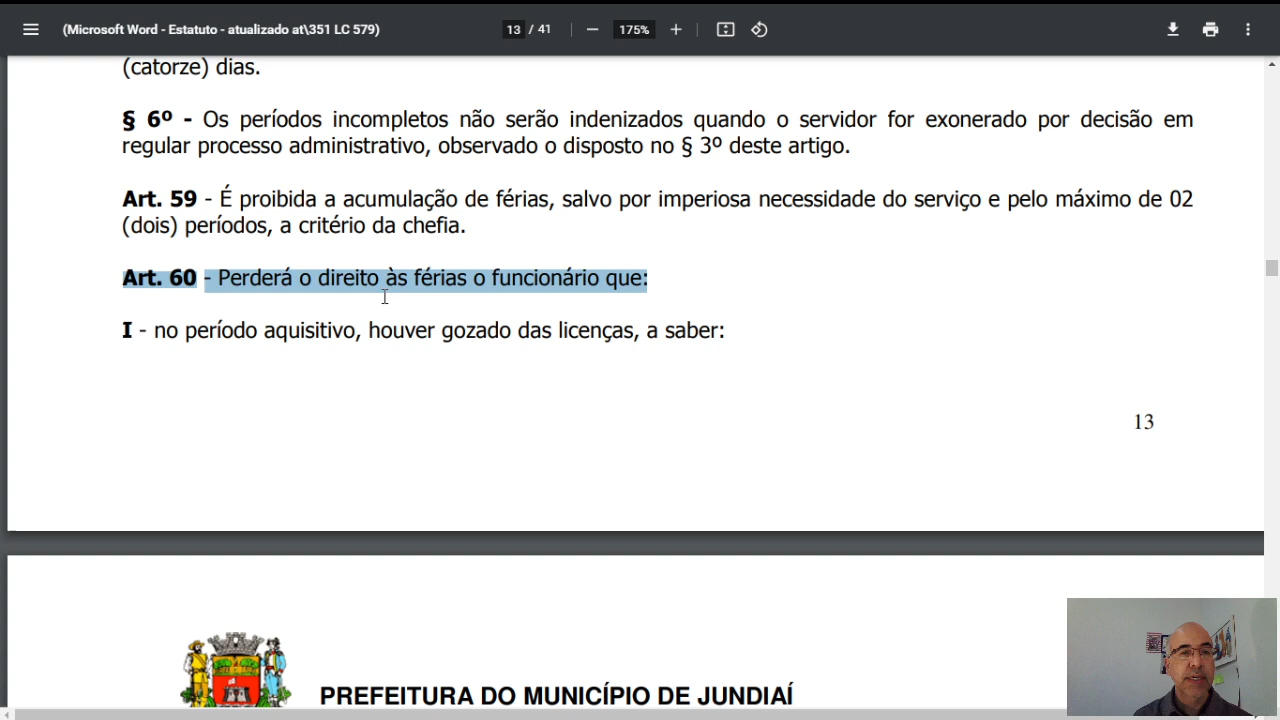 (Microsoft Word - Estatuto - atualizado at\351 LC 579)
13 / 41
175%
(catorze) dias.
§ 6º - Os períodos incompletos não serão indenizados quando o servidor for exonerado por decisão em
regular processo administrativo, observado o disposto no § 3º deste artigo.
Art. 59 - É proibida a acumulação de férias, salvo por imperiosa necessidade do serviço e pelo máximo de 02
(dois) períodos, a critério da chefia.
Art. 60 - Perderá o direito às férias o funcionário que:
I - no período aquisitivo, houver gozado das licenças, a saber:
13
PREFEITURA DO MUNICÍPIO DE JUNDIAÍ